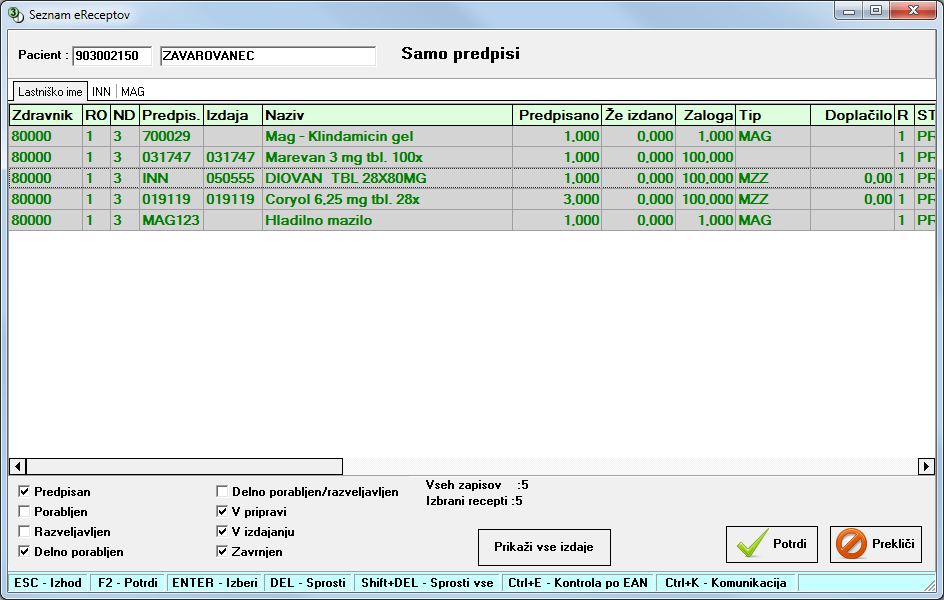 Seznam eReceptov
Pacient : 903002150 ZAVAROVANEC Samo predpisi
Lastniško ime INN MAG
Zdravnik RO ND Predpis. Izdaja Naziv Predpisano Že izdano Zaloga Tip Doplačilo R ST
80000 1 3 700029 Mag - Klindamicin gel 1,000 0,000 1,000 MAG 1 PR
80000 1 3 031747 031747 Marevan 3 mg tbl. 100x 1,000 0,000 100,000 1 PR
80000 1 3 INN 050555 DIOVAN TBL 28X80MG 1,000 0,000 100,000 MZZ 0,00 1 PR
80000 1 3 019119 019119 Coryol 6,25 mg tbl. 28x 3,000 0,000 100,000 MZZ 0,00 1 PR
80000 1 3 MAG123 Hladilno mazilo 1,000 0,000 1,000 MAG 1 PR
Predpisan Delno porabljen/razveljavljen Vseh zapisov :5
Izbrani recepti :5
Porabljen V pripravi
Razveljavljen V izdajanju
Delno porabljen Zavrnjen
Prikaži vse izdaje Potrdi Prekliči
ESC - Izhod F2 - Potrdi ENTER - Izberi DEL - Sprosti Shift+DEL - Sprosti vse Ctrl+E - Kontrola po EAN Ctrl+K - Komunikacija